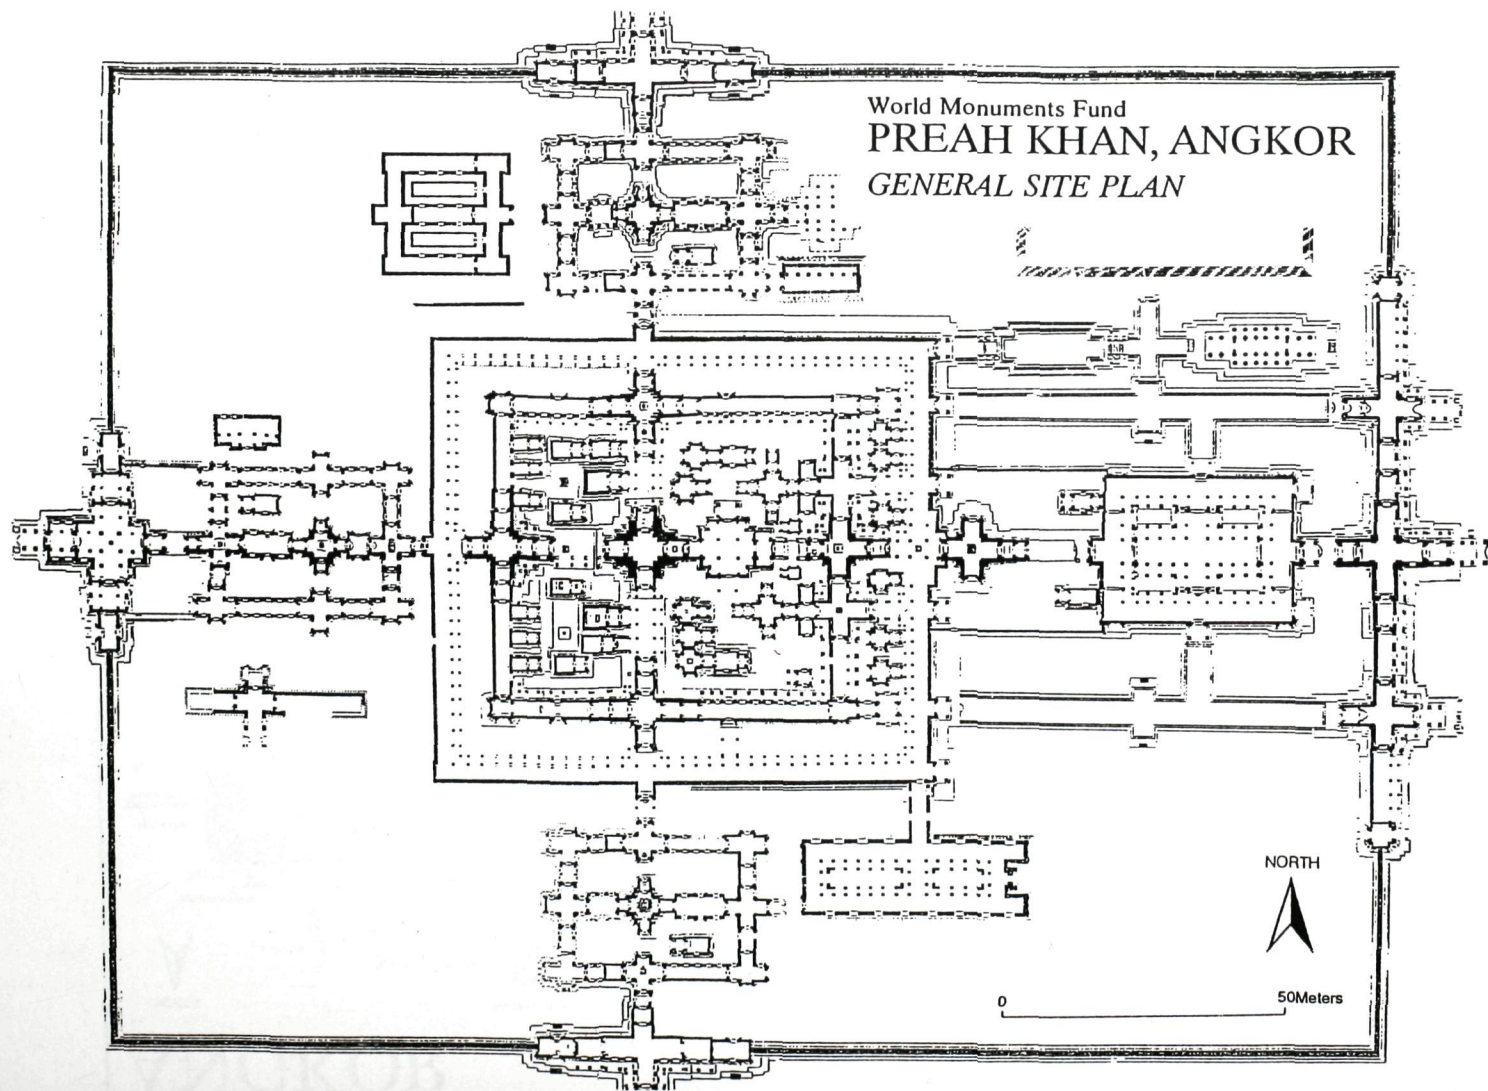 World Monuments Fund
PREAH KHAN, ANGKOR
GENERAL SITE PLAN
NORTH
0 50Meters